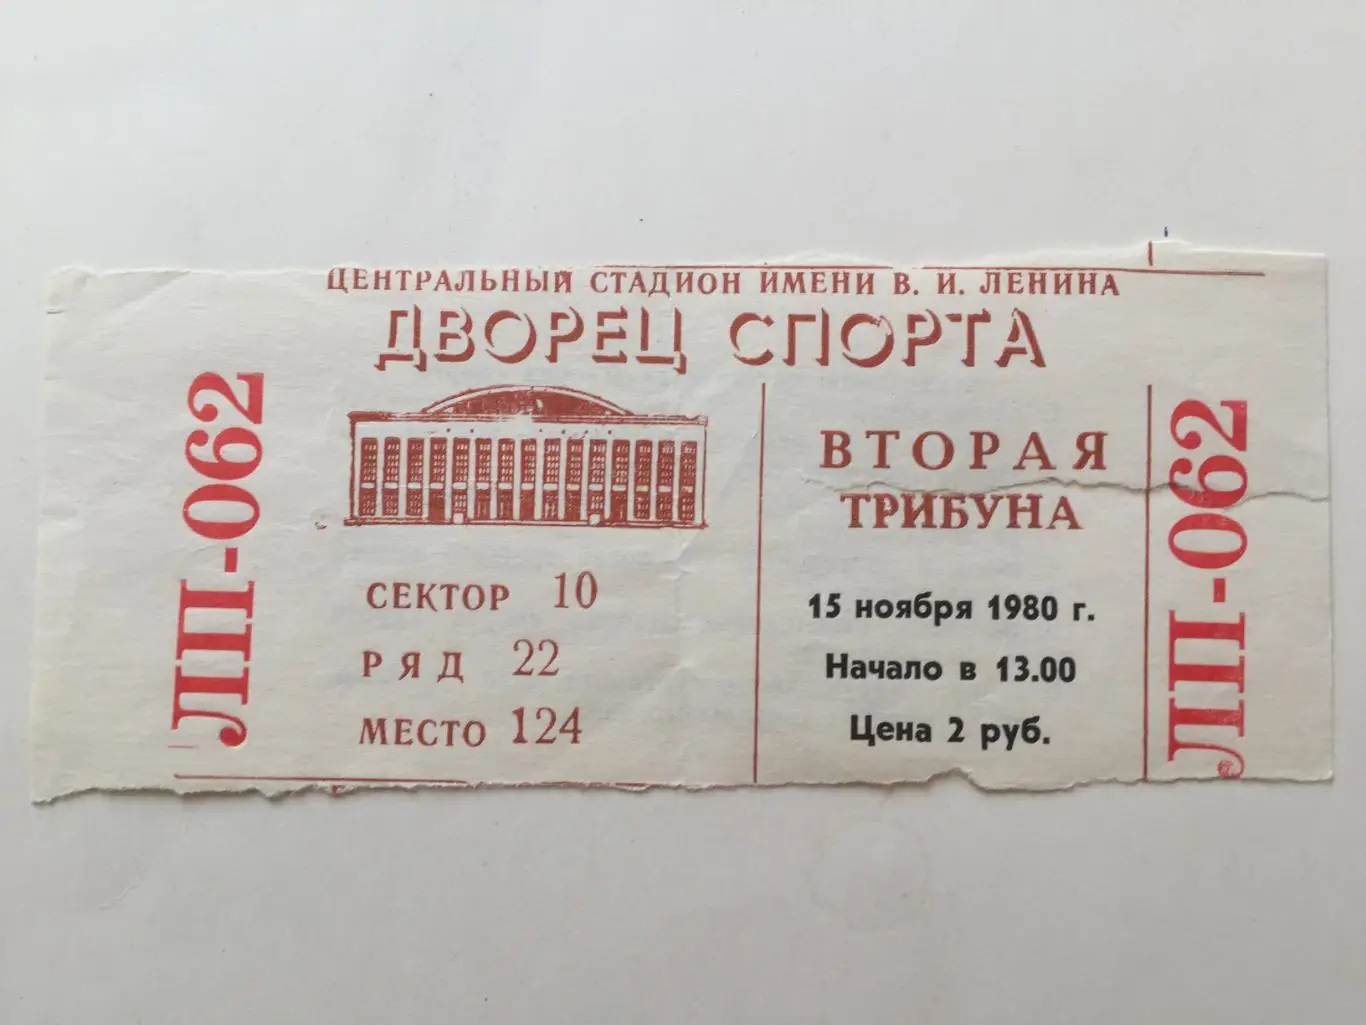 ЦЕНТРАЛЬНЫЙ СТАДИОН ИМЕНИ В. И. ЛЕНИНА
ДВОРЕЦ СПОРТА
ЛП-062
СЕКТОР 10
РЯД 22
МЕСТО 124
ВТОРАЯ
ТРИБУНА
15 ноября 1980 г.
Начало в 13.00
Цена 2 руб.
ЛП-062